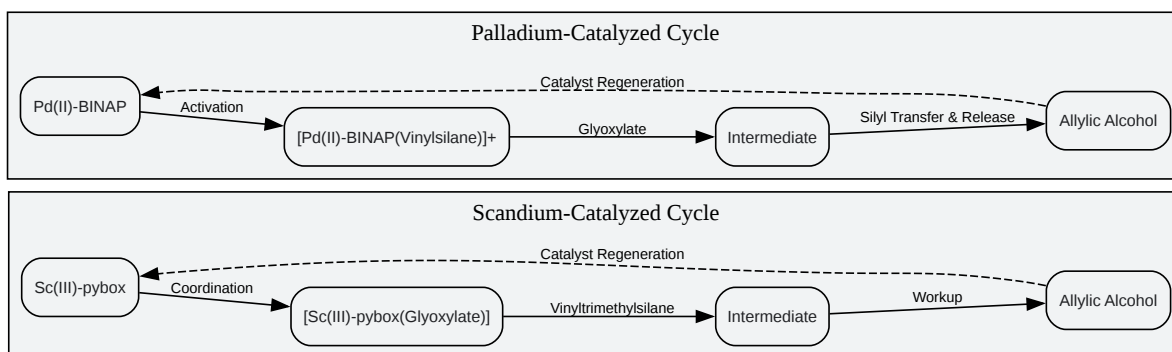 Palladium-Catalyzed Cycle
Catalyst Regeneration
Pd(II)-BINAP
Activation
[Pd(II)-BINAP(Vinylsilane)]+
Glyoxylate
Intermediate
Silyl Transfer & Release
Allylic Alcohol
Scandium-Catalyzed Cycle
Catalyst Regeneration
Sc(III)-pybox
Coordination
[Sc(III)-pybox(Glyoxylate)]
Vinyltrimethylsilane
Intermediate
Workup
Allylic Alcohol